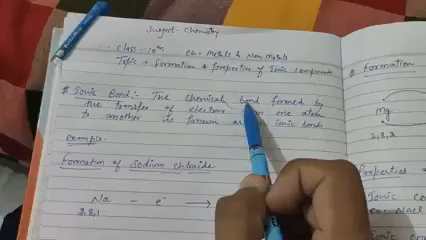 Jugod - Chemistry
Class - 10th Ch - Metals & Non Metals
Topic → Formation & Properties of Ionic Compounds
# Ionic Bond :- The chemical bond formed by
the transfer of electrons from one atom
to another is known as ionic bond
example -
Formation of Sodium chloride
Na - e⁻ →
2,8,1
# Formation
Mg
2,8,2
Properties
Ionic Co